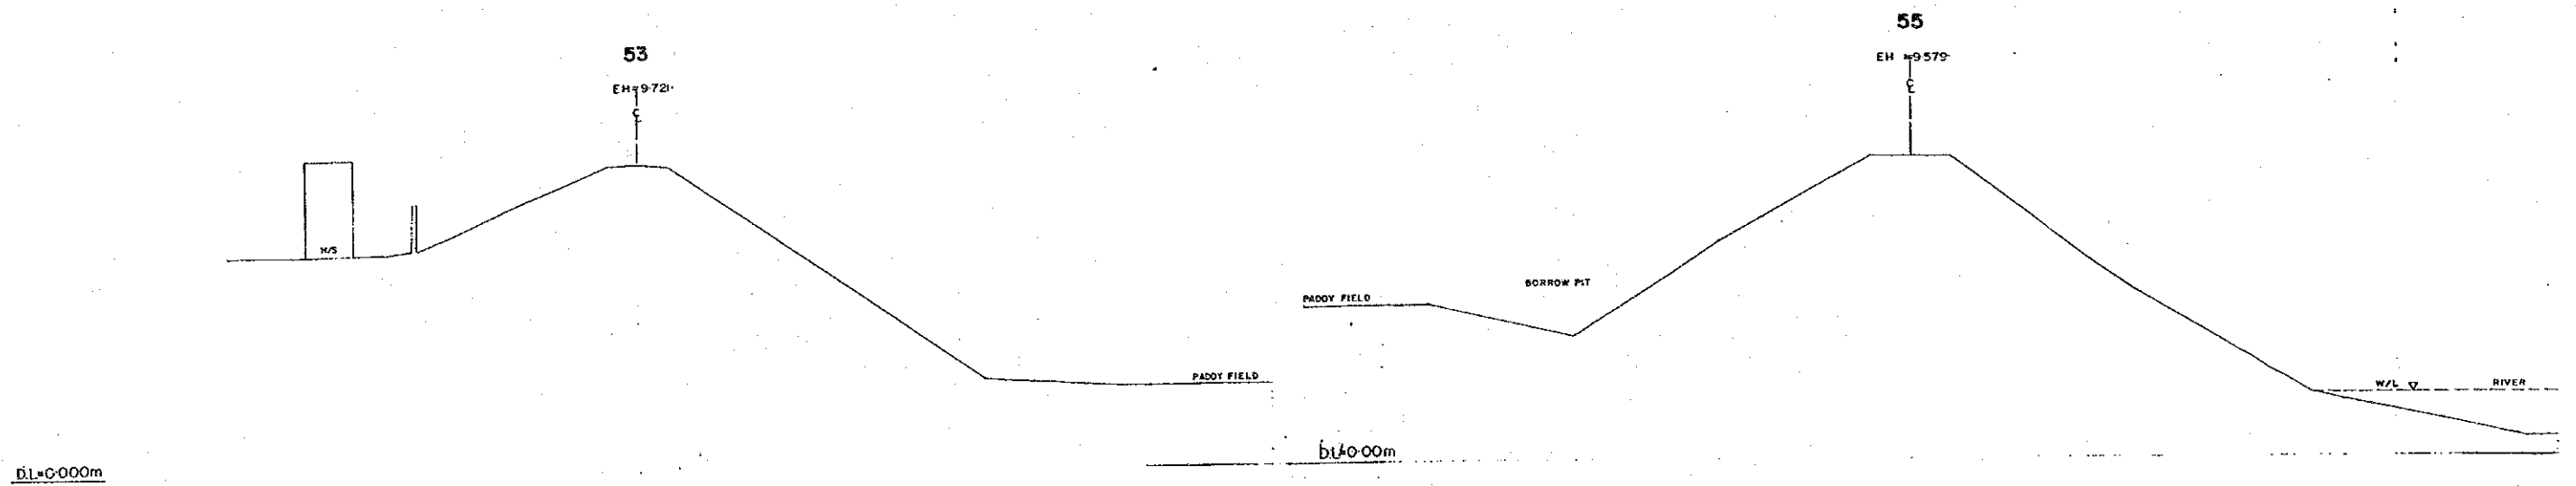 53
EH=9.721
℄
H/S
PADDY FIELD
D.L=0.000m
55
EH =9.579
℄
PADDY FIELD
BORROW PIT
W/L
RIVER
D.L=0.00m